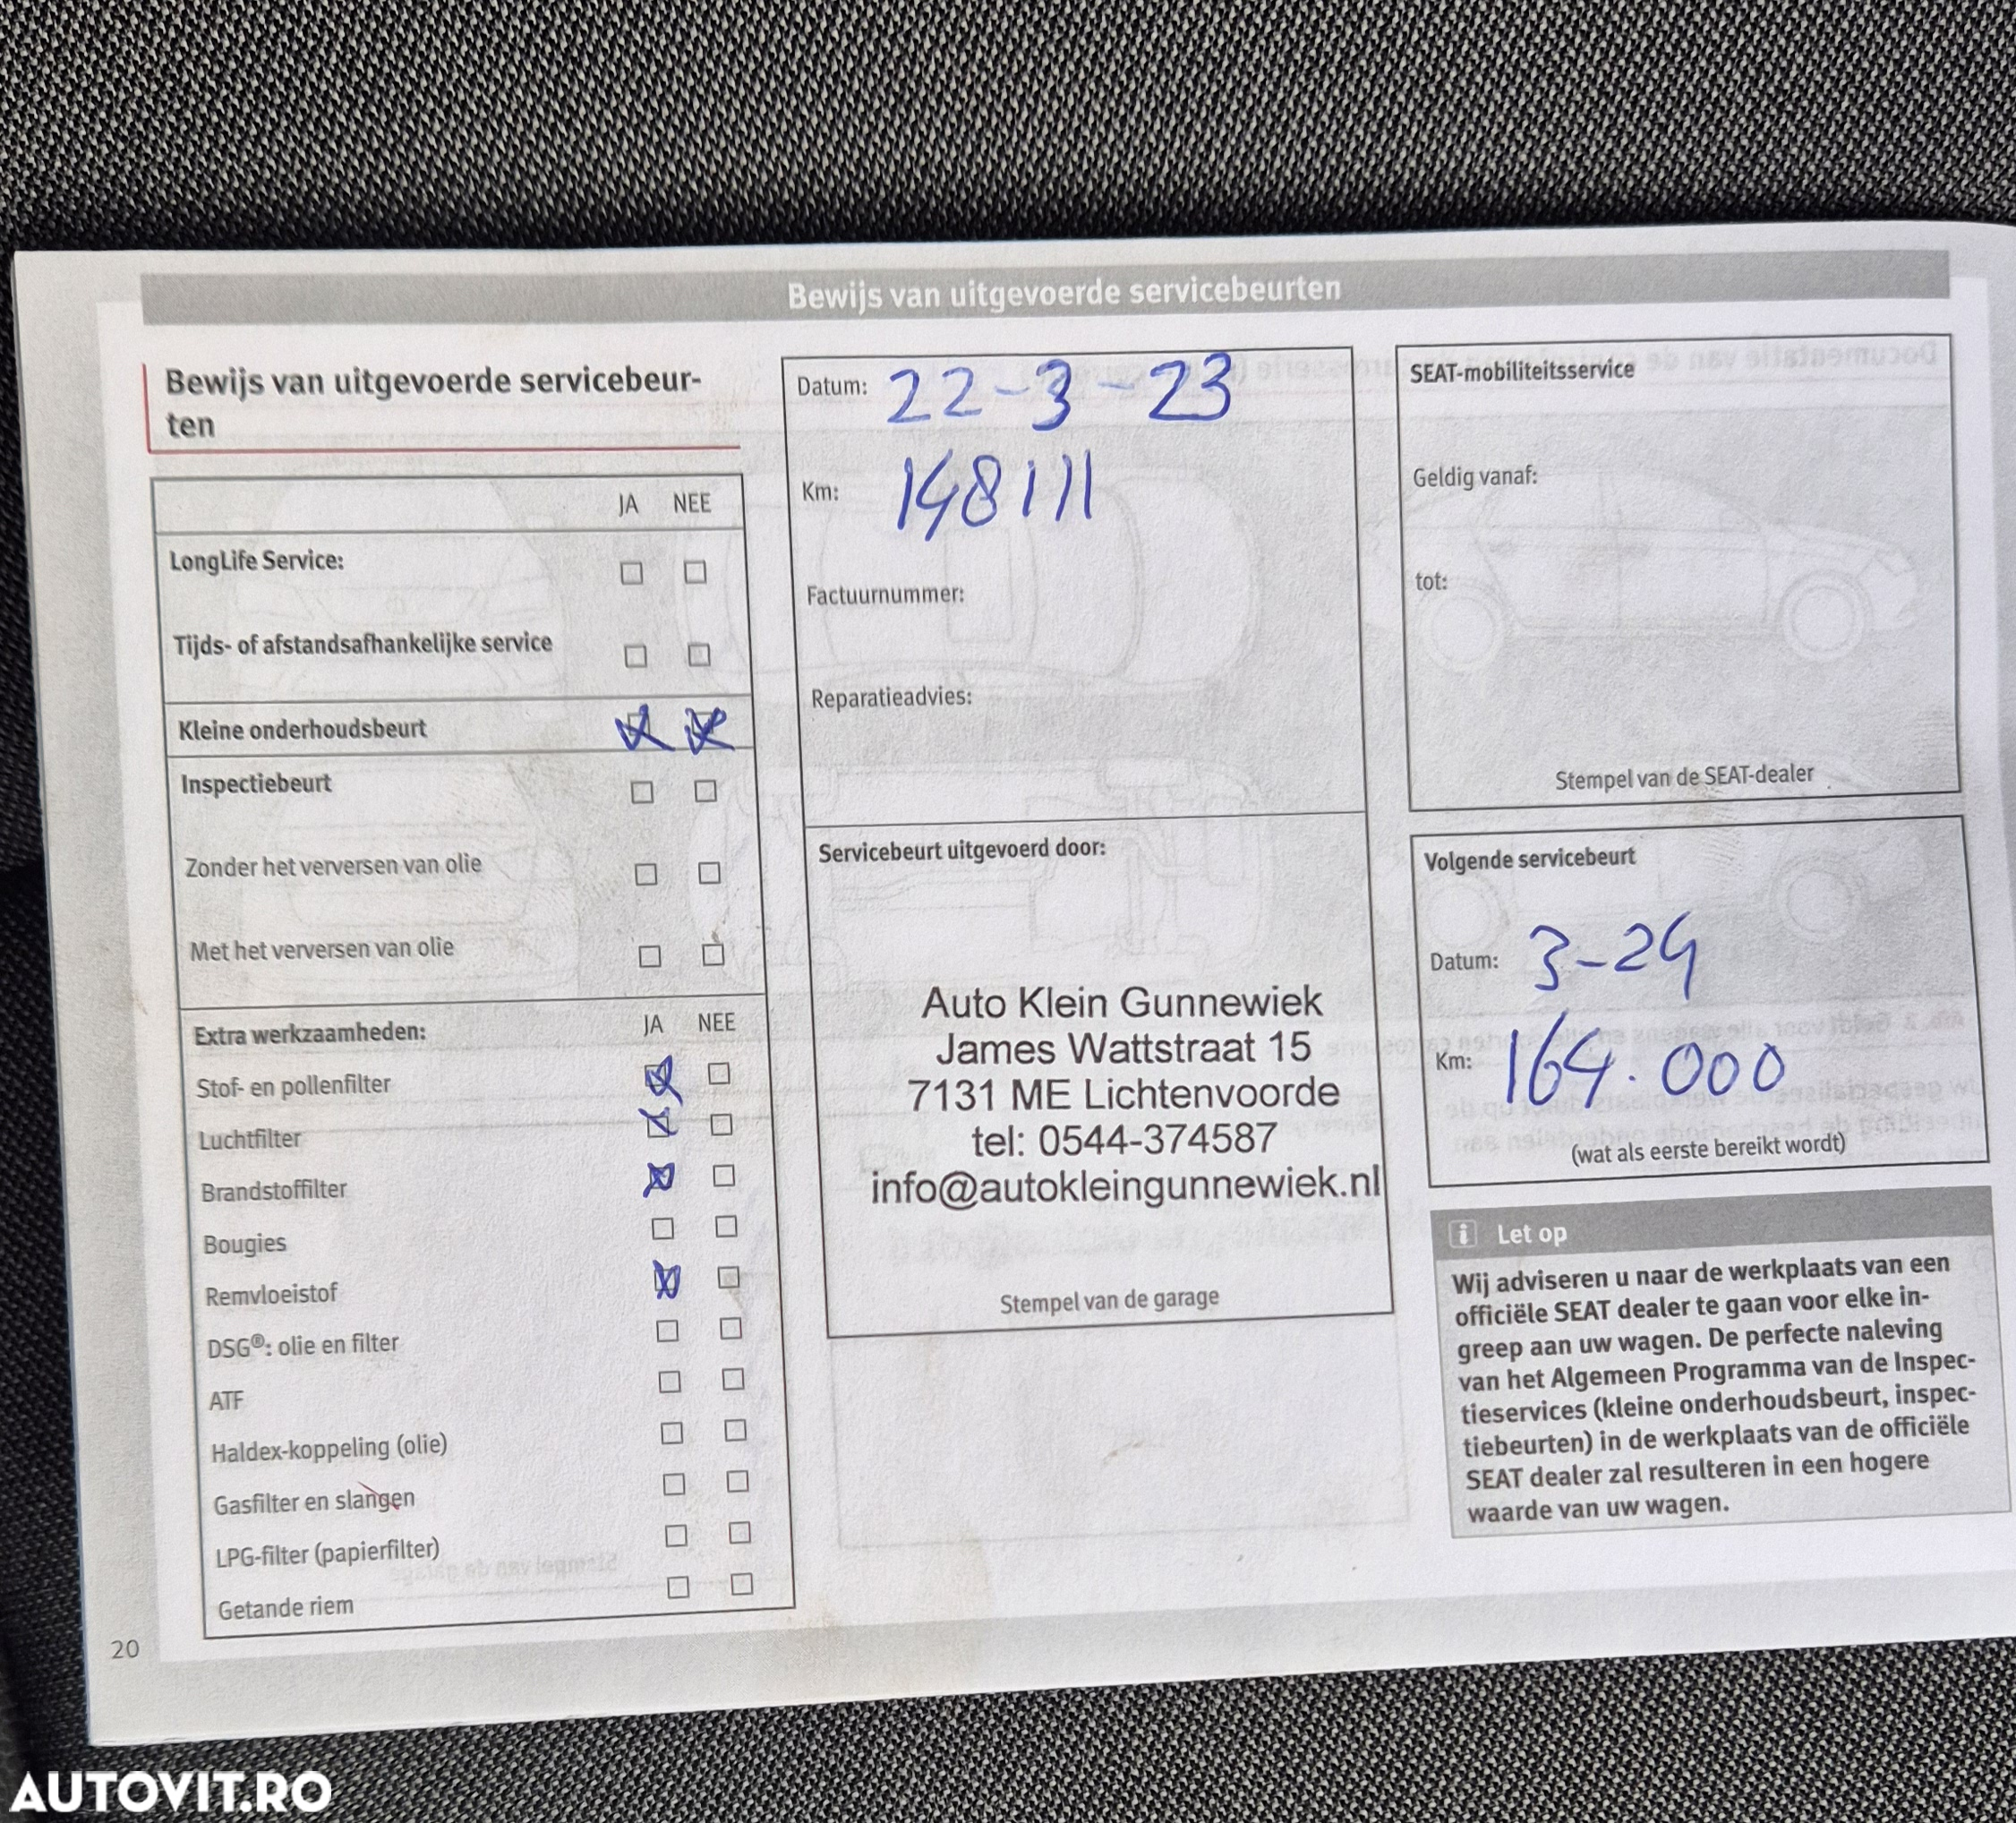 Bewijs van uitgevoerde servicebeurten
Bewijs van uitgevoerde servicebeur-
ten
JA NEE
LongLife Service:
Tijds- of afstandsafhankelijke service
Kleine onderhoudsbeurt
Inspectiebeurt
Zonder het verversen van olie
Met het verversen van olie
Extra werkzaamheden: JA NEE
Stof- en pollenfilter
Luchtfilter
Brandstoffilter
Bougies
Remvloeistof
DSG®: olie en filter
ATF
Haldex-koppeling (olie)
Gasfilter en slangen
LPG-filter (papierfilter)
Getande riem
20
Datum: 22-3-23
Km: 148111
Factuurnummer:
Reparatieadvies:
Servicebeurt uitgevoerd door:
Auto Klein Gunnewiek
James Wattstraat 15
7131 ME Lichtenvoorde
tel: 0544-374587
info@autokleingunnewiek.nl
Stempel van de garage
SEAT-mobiliteitsservice
Geldig vanaf:
tot:
Stempel van de SEAT-dealer
Volgende servicebeurt
Datum: 3-24
Km: 164.000
(wat als eerste bereikt wordt)
i Let op
Wij adviseren u naar de werkplaats van een
officiële SEAT dealer te gaan voor elke in-
greep aan uw wagen. De perfecte naleving
van het Algemeen Programma van de Inspec-
tieservices (kleine onderhoudsbeurt, inspec-
tiebeurten) in de werkplaats van de officiële
SEAT dealer zal resulteren in een hogere
waarde van uw wagen.
AUTOVIT.RO